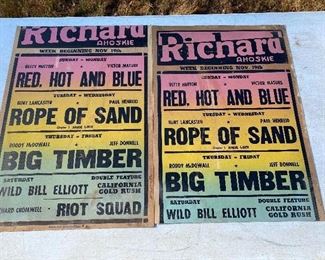 Richard
AHOSKIE
WEEK BEGINNING NOV 19th
SUNDAY - MONDAY
BETTY HUTTON • VICTOR MATURE
RED, HOT AND BLUE
TUESDAY - WEDNESDAY
BURT LANCASTER • PAUL HENREID
ROPE OF SAND
THURSDAY - FRIDAY
RODDY McDOWALL • JEFF DONNELL
BIG TIMBER
SATURDAY DOUBLE FEATURE
WILD BILL ELLIOTT CALIFORNIA
GOLD RUSH
HARD CROMWELL - RIOT SQUAD
Richard
AHOSKIE
WEEK BEGINNING NOV. 19th
SUNDAY - MONDAY
BETTY HUTTON • VICTOR MATURE
RED, HOT AND BLUE
TUESDAY - WEDNESDAY
BURT LANCASTER • PAUL HENREID
ROPE OF SAND
THURSDAY - FRIDAY
RODDY McDOWALL • JEFF DONNELL
BIG TIMBER
SATURDAY DOUBLE FEATURE
WILD BILL ELLIOTT CALIFORNIA
GOLD RUSH